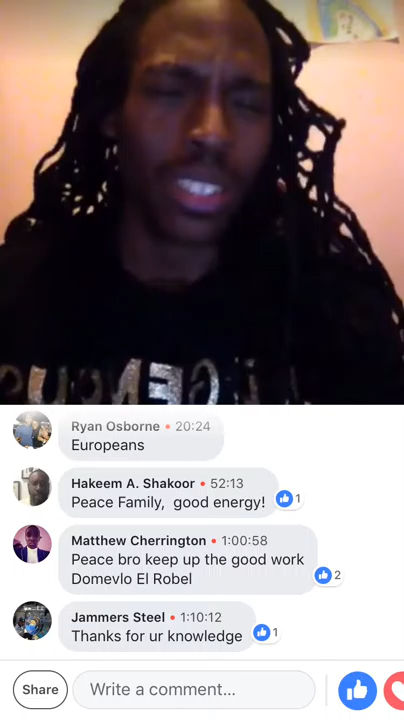 Ryan Osborne • 20:24
Europeans
Hakeem A. Shakoor • 52:13
Peace Family, good energy!
1
Matthew Cherrington • 1:00:58
Peace bro keep up the good work
Domevlo El Robel
2
Jammers Steel • 1:10:12
Thanks for ur knowledge
1
Share
Write a comment...